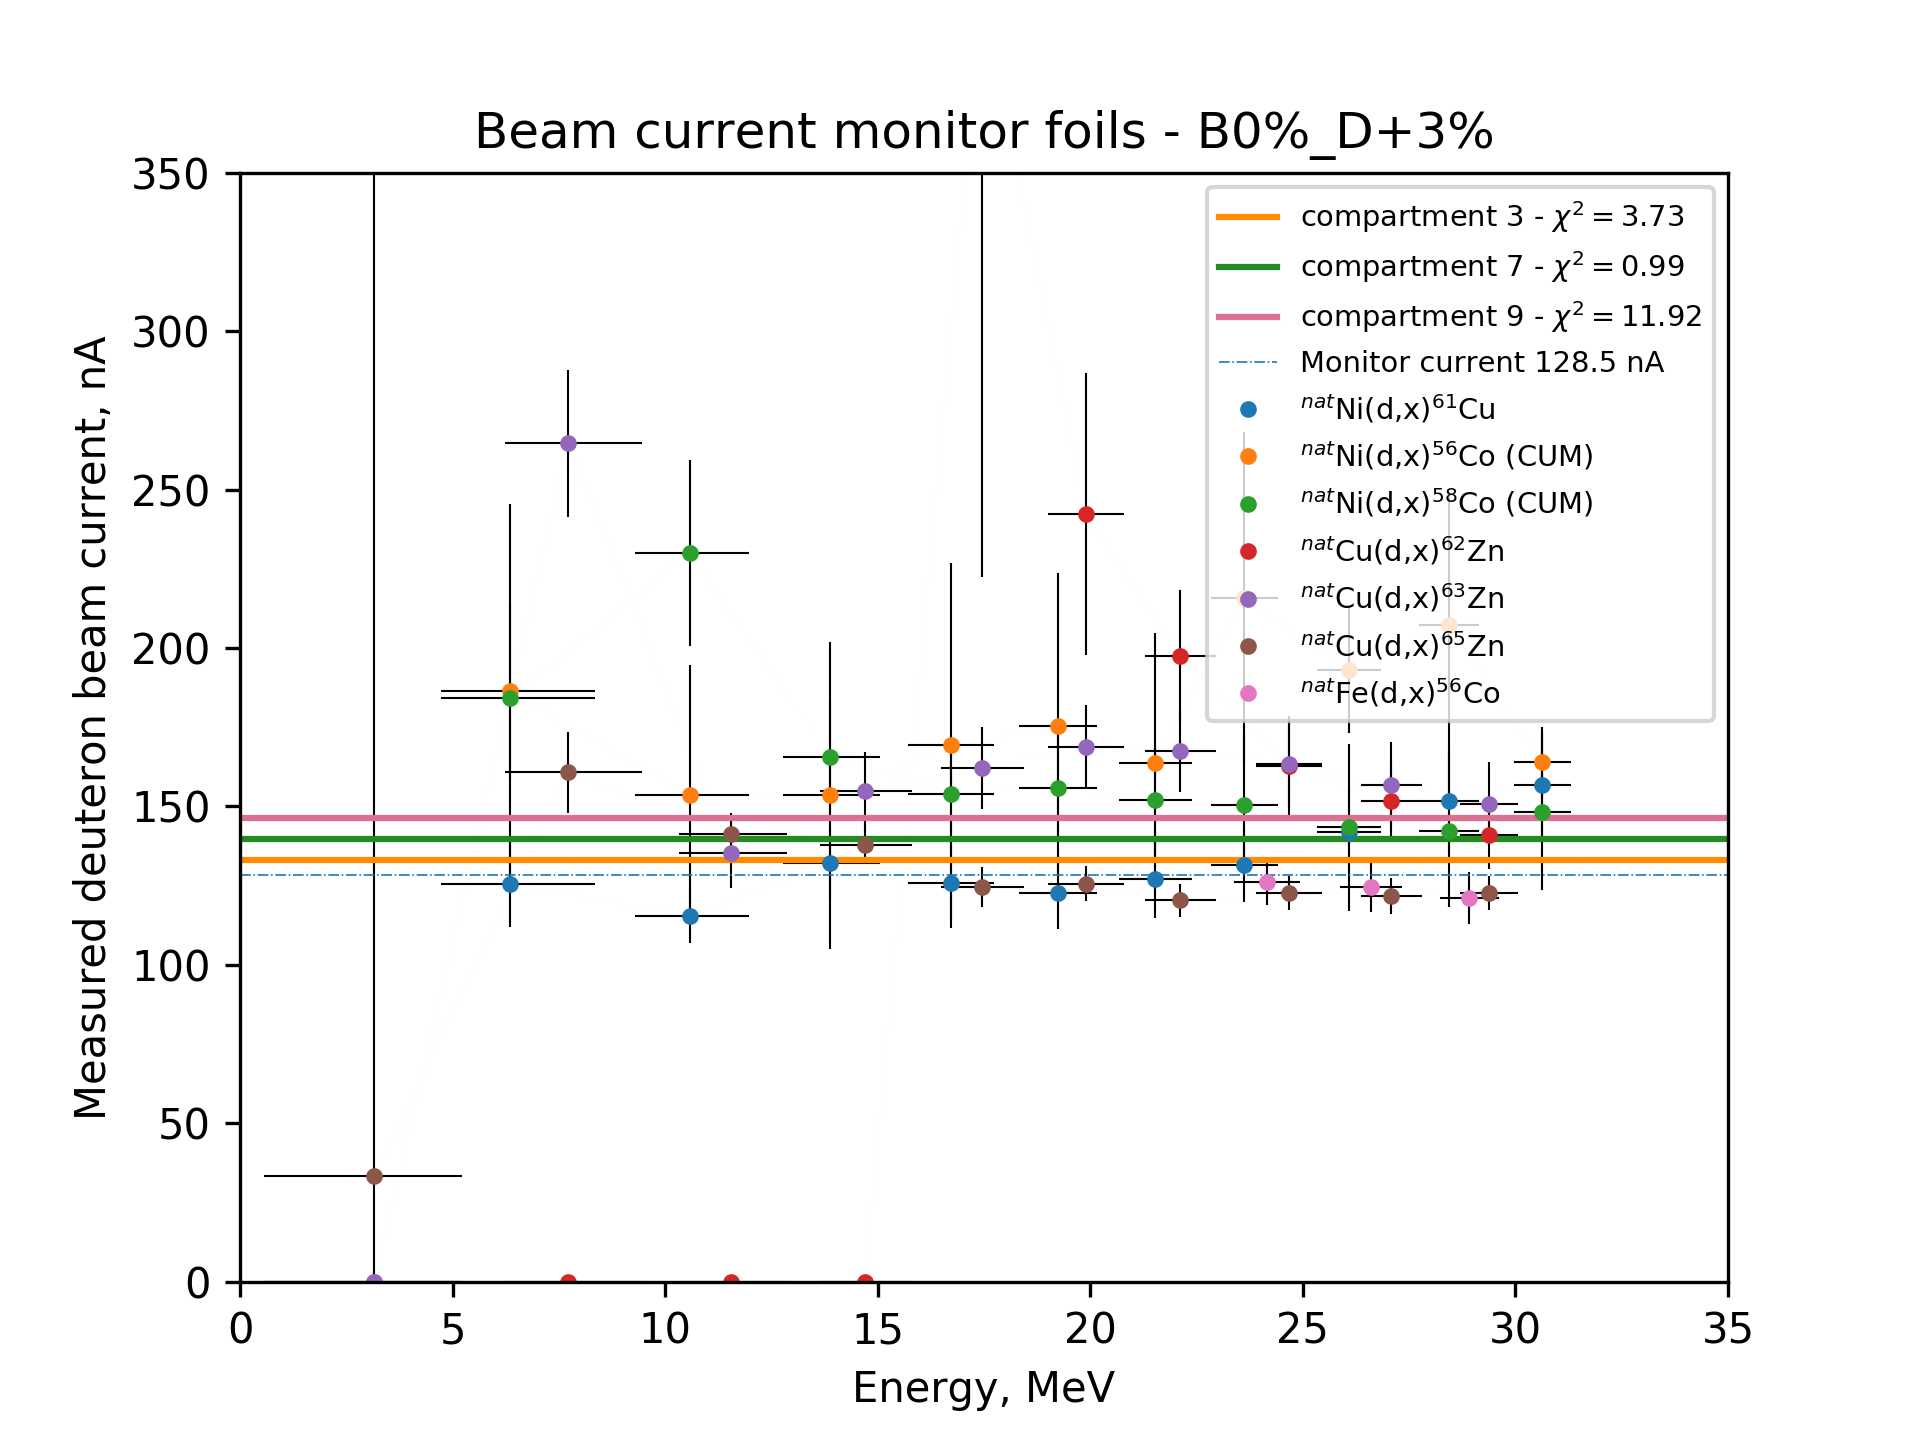 Beam current monitor foils - B0%_D+3%
350
300
250
200
150
100
50
0
Measured deuteron beam current, nA
compartment 3 - χ² = 3.73
compartment 7 - χ² = 0.99
compartment 9 - χ² = 11.92
Monitor current 128.5 nA
ⁿᵃᵗNi(d,x)⁶¹Cu
ⁿᵃᵗNi(d,x)⁵⁶Co (CUM)
ⁿᵃᵗNi(d,x)⁵⁸Co (CUM)
ⁿᵃᵗCu(d,x)⁶²Zn
ⁿᵃᵗCu(d,x)⁶³Zn
ⁿᵃᵗCu(d,x)⁶⁵Zn
ⁿᵃᵗFe(d,x)⁵⁶Co
0 5 10 15 20 25 30 35
Energy, MeV